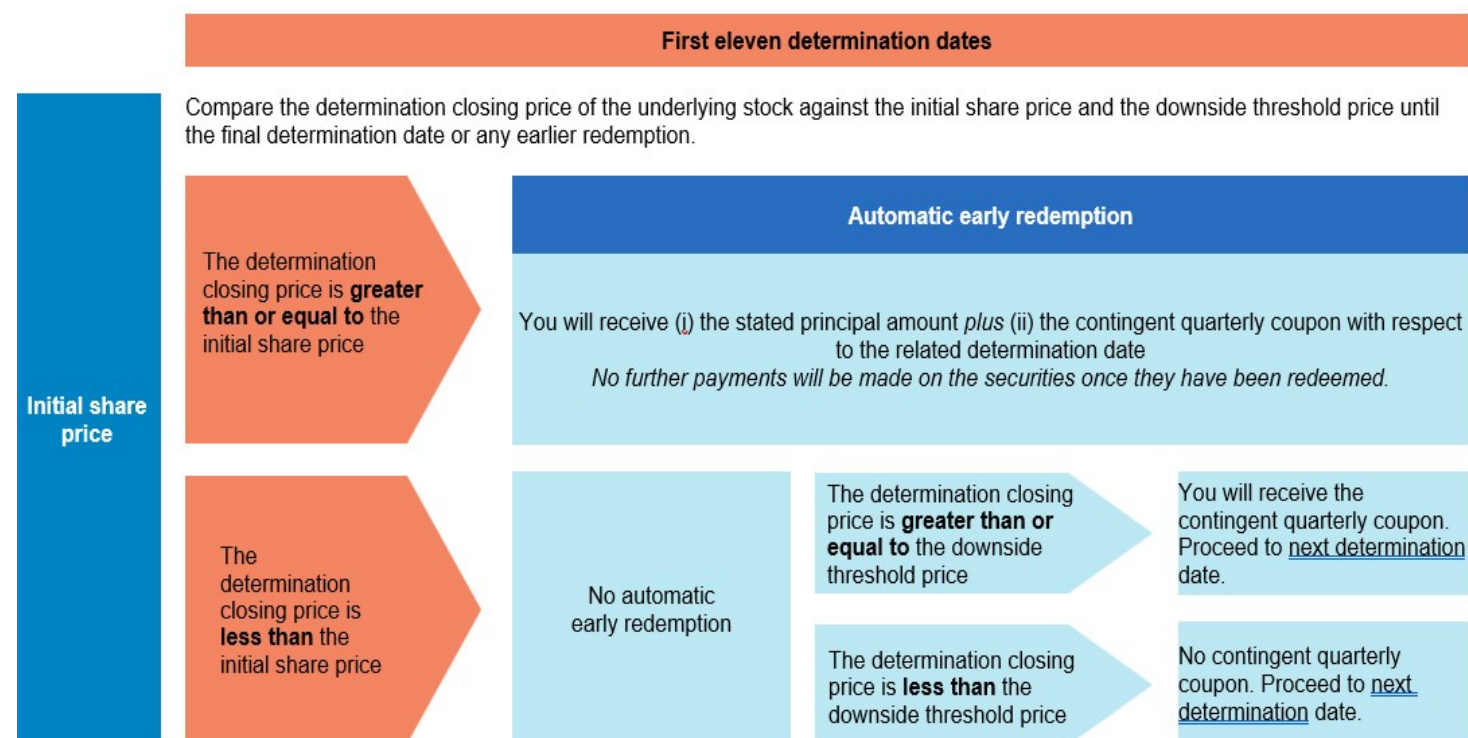 First eleven determination dates
Compare the determination closing price of the underlying stock against the initial share price and the downside threshold price until
the final determination date or any earlier redemption.
Initial share
price
The determination
closing price is greater
than or equal to the
initial share price
Automatic early redemption
You will receive (i) the stated principal amount plus (ii) the contingent quarterly coupon with respect
to the related determination date
No further payments will be made on the securities once they have been redeemed.
The
determination
closing price is
less than the
initial share price
No automatic
early redemption
The determination closing
price is greater than or
equal to the downside
threshold price
You will receive the
contingent quarterly coupon.
Proceed to next determination
date.
The determination closing
price is less than the
downside threshold price
No contingent quarterly
coupon. Proceed to next
determination date.